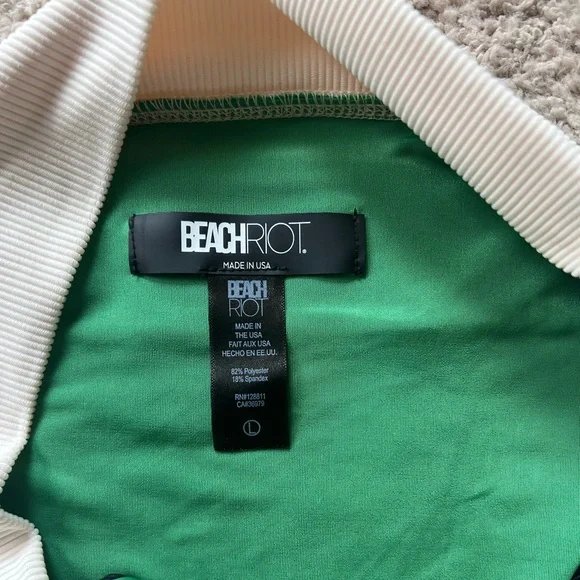 BEACHRIOT.
MADE IN USA
BEACH
RIOT
MADE IN
THE USA
FAIT AUX USA
HECHO EN EE.UU.
82% Polyester
18% Spandex
RN#128811
CA#36979
L